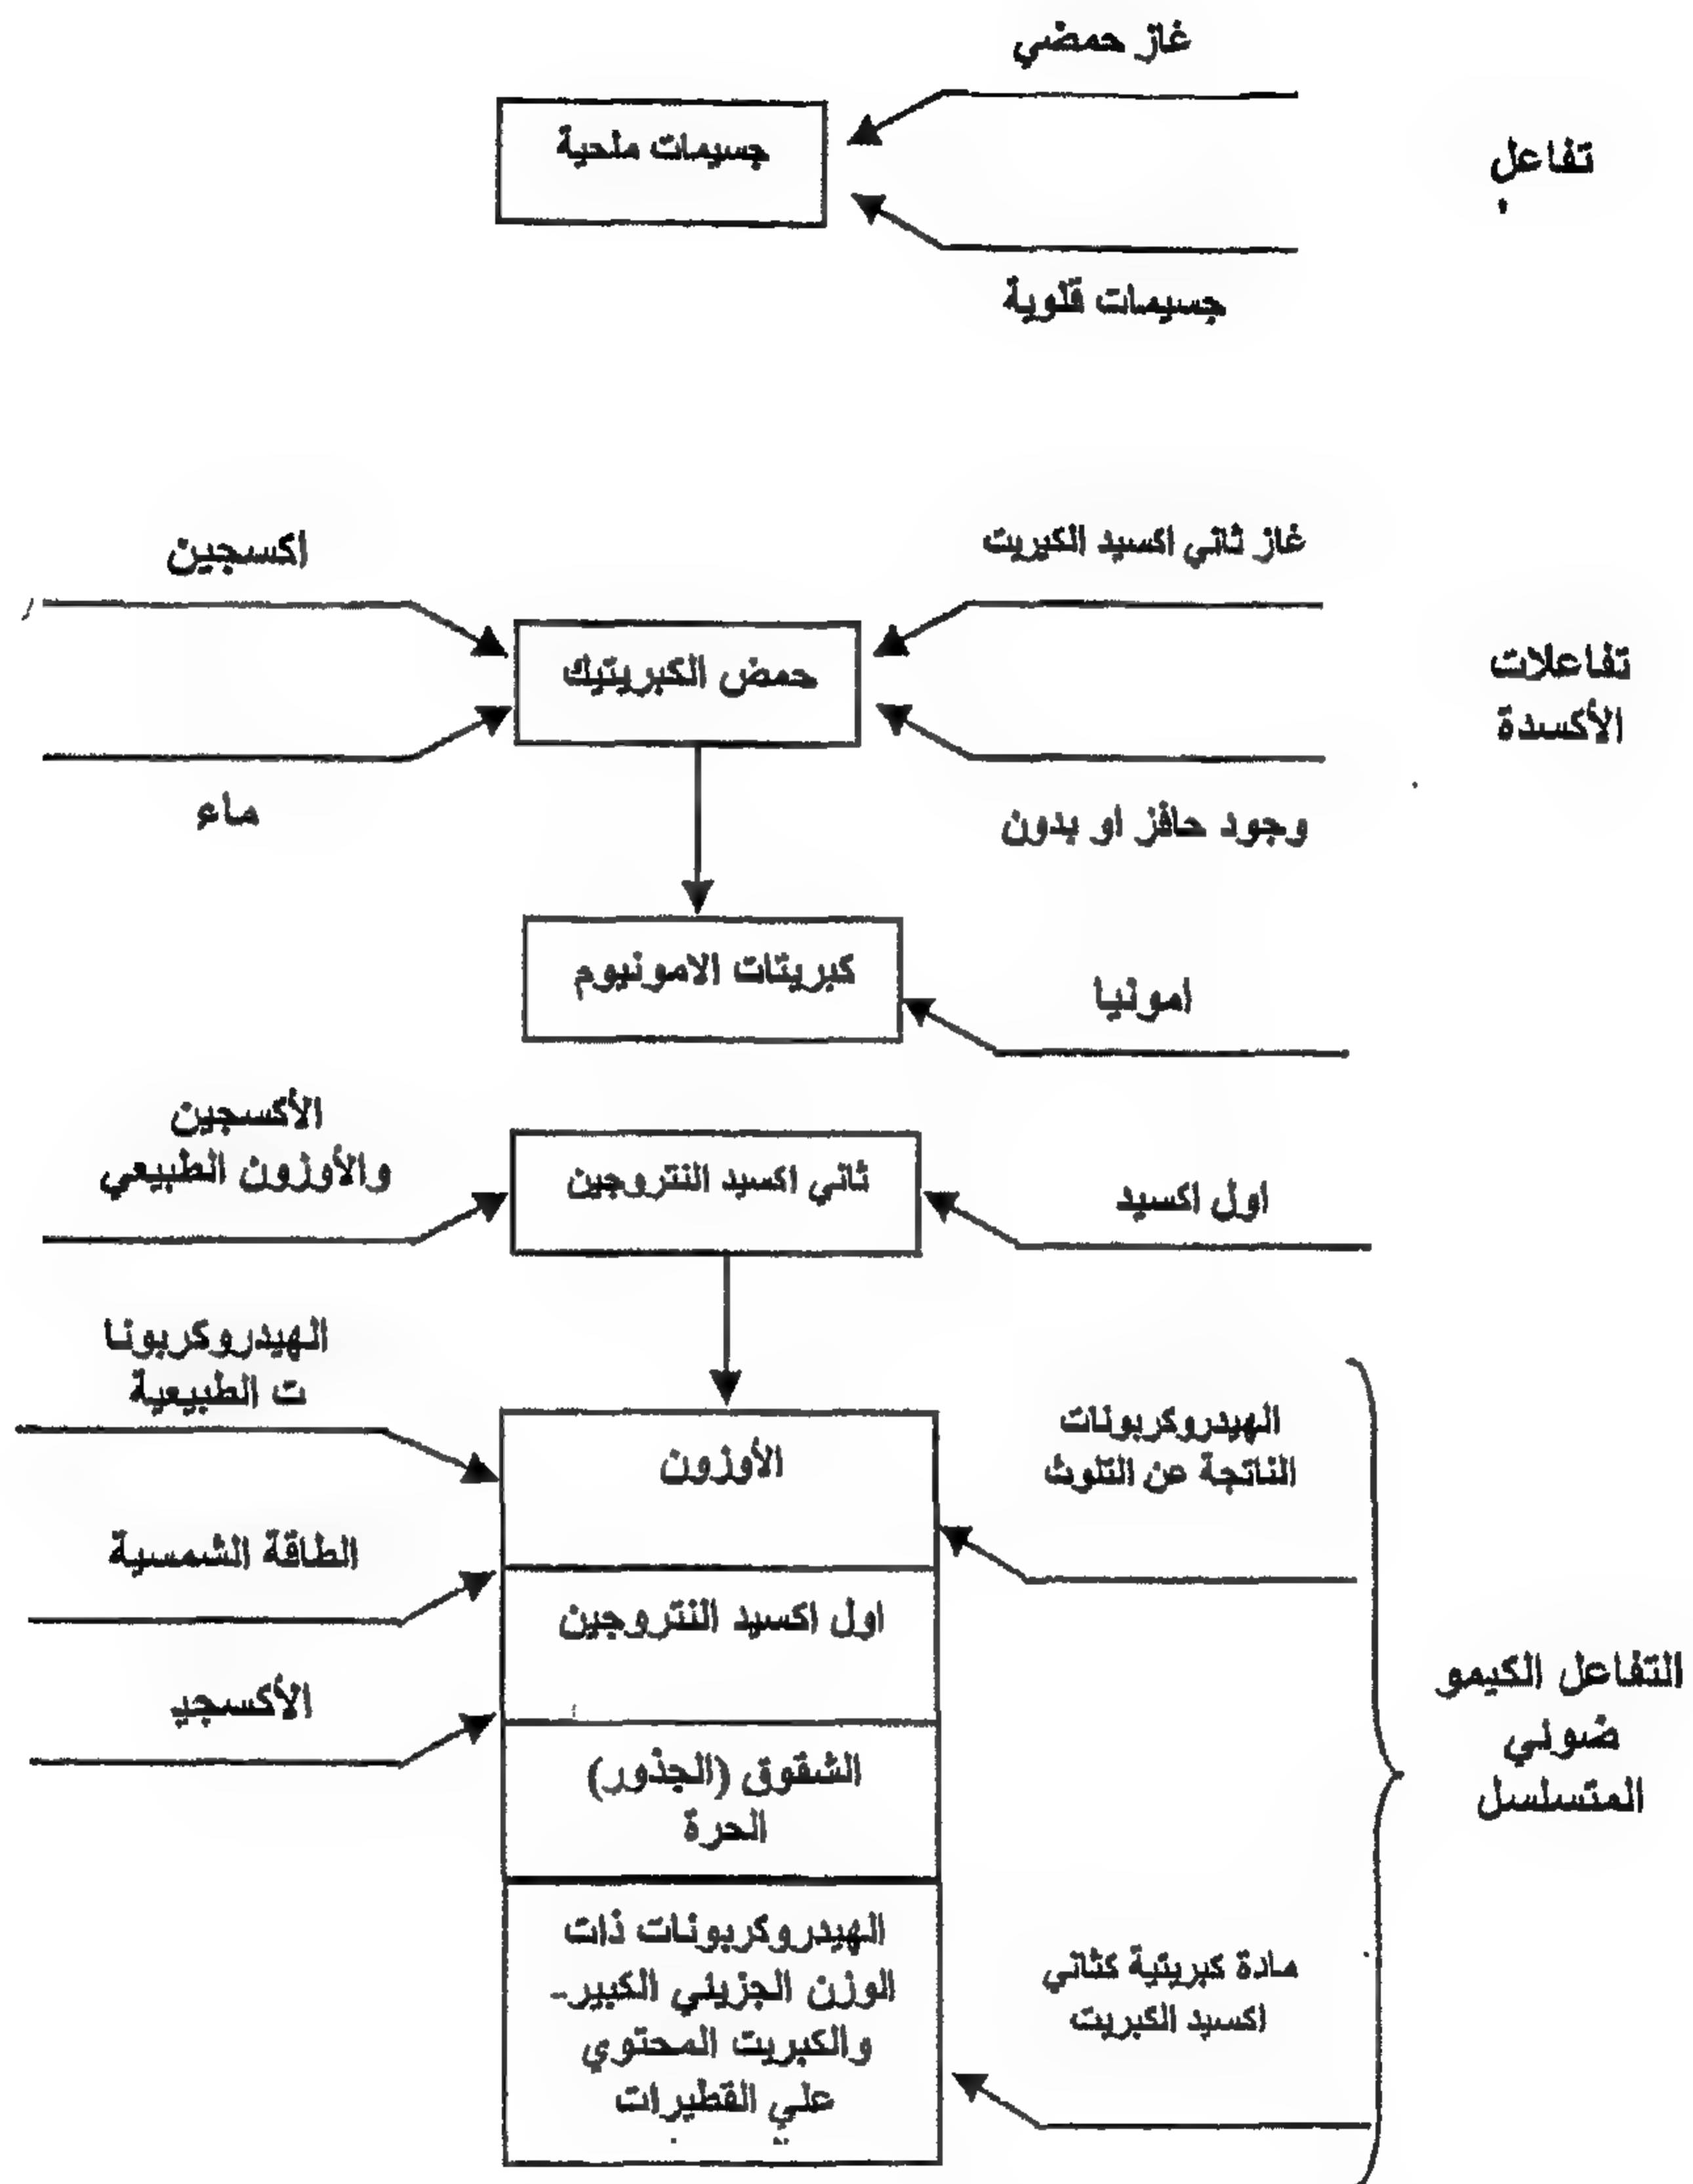 غاز حمضي
جسيمات ملحية
تفاعل
جسيمات قلوية
غاز ثاني اكسيد الكبريت
اكسجين
حمض الكبريتيك
تفاعلات
الأكسدة
وجود حافز او بدون
ماء
كبريتات الامونيوم
امونيا
الأكسجين
والأوزون الطبيعي
ثاني اكسيد النتروجين
اول اكسيد
الهيدروكربونا
ت الطبيعية
الهيدروكربونات
الناتجة عن التلوث
الأوزون
الطاقة الشمسية
اول اكسيد النتروجين
الأكسجيـ
التفاعل الكيمو
ضوئي
المتسلسل
الشقوق (الجذور)
الحرة
الهيدروكربونات ذات
الوزن الجزيئي الكبير-
والكبريت المحتوي
علي القطيرات
مادة كبريتية كثاني
اكسيد الكبريت